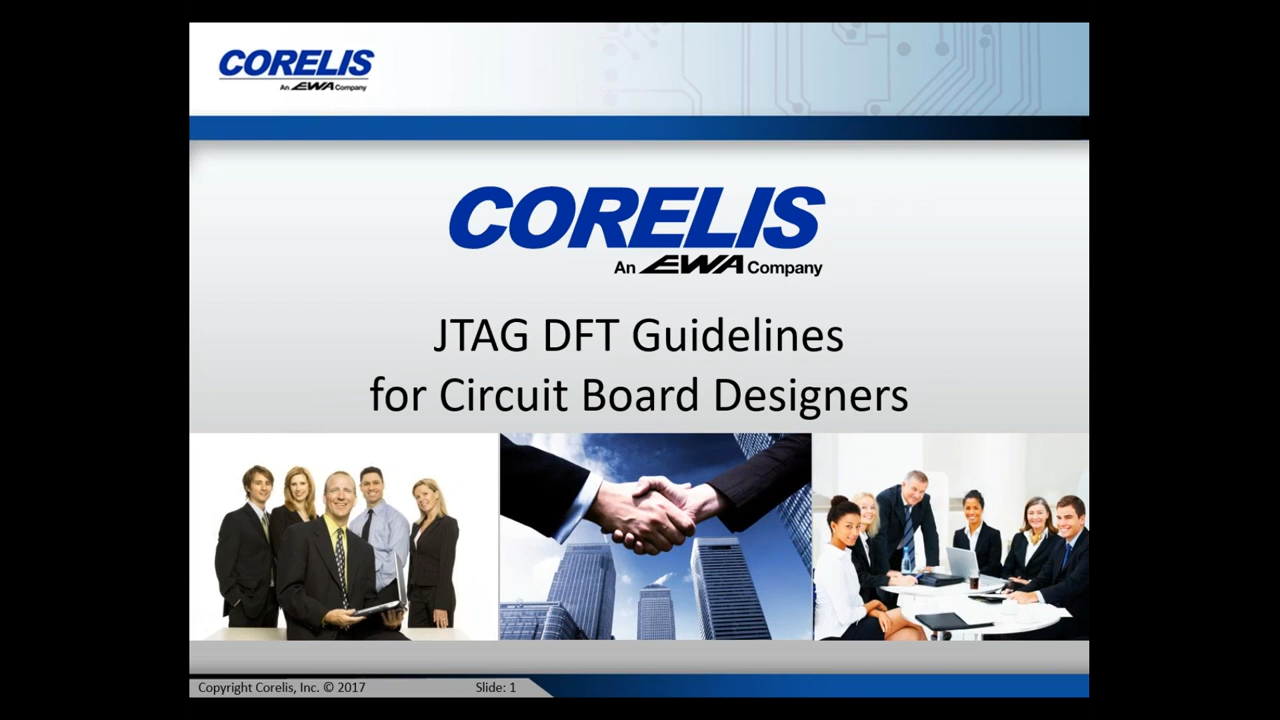 CORELIS
An EWA Company
CORELIS
An EWA Company
JTAG DFT Guidelines
for Circuit Board Designers
Copyright Corelis, Inc. © 2017
Slide: 1